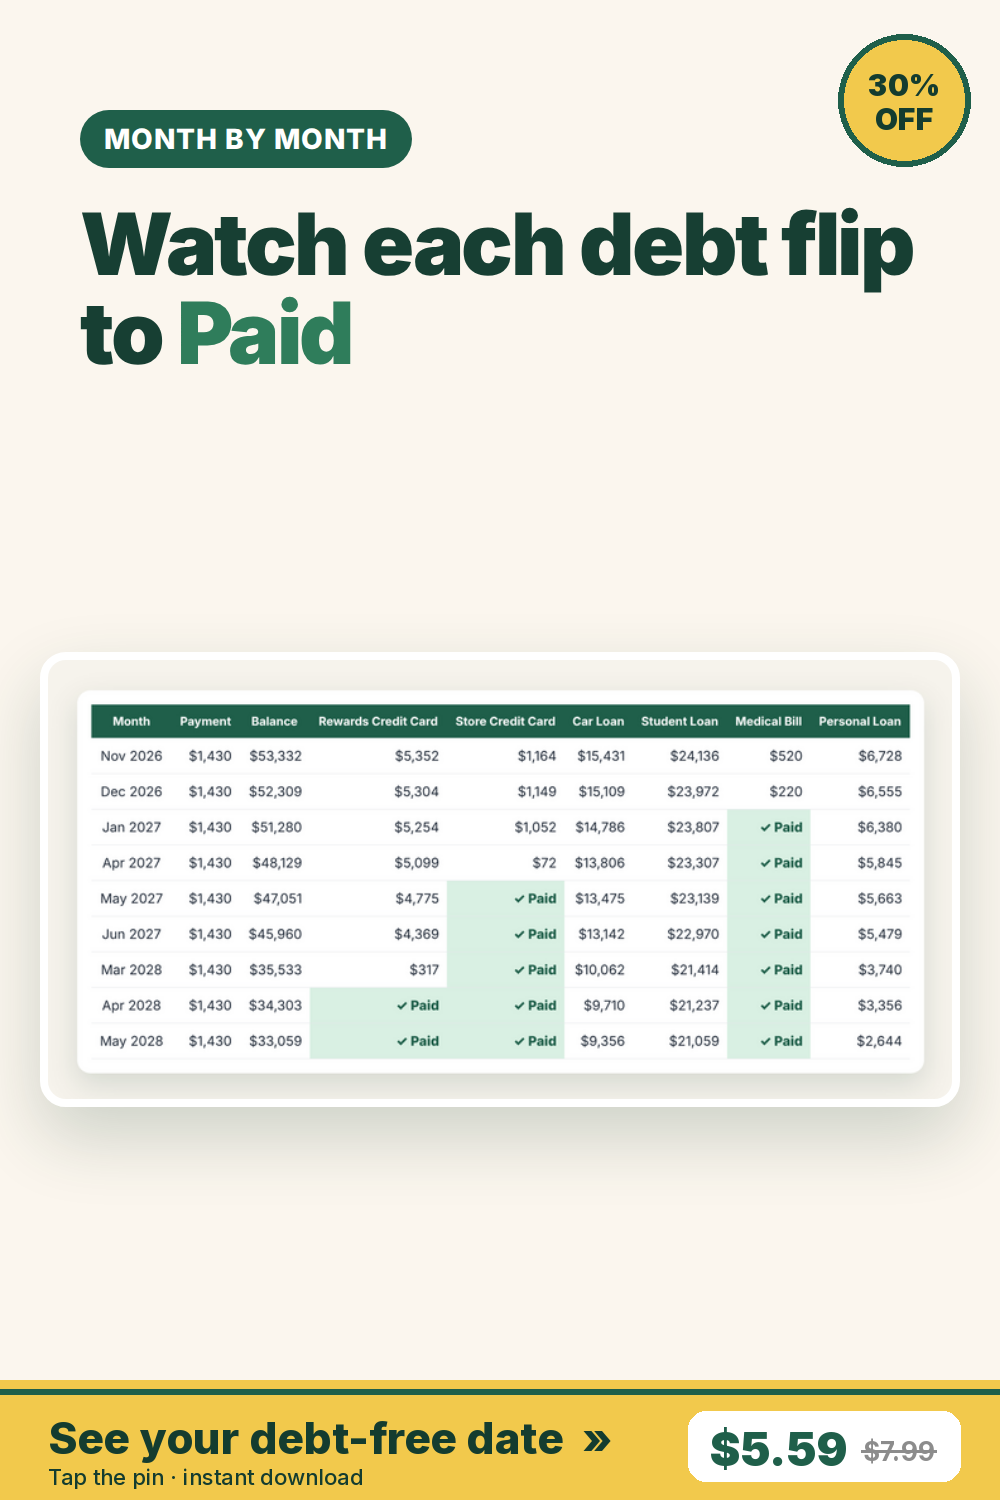 30%
OFF
MONTH BY MONTH
Watch each debt flip
to Paid
Month Payment Balance Rewards Credit Card Store Credit Card Car Loan Student Loan Medical Bill Personal Loan
Nov 2026 $1,430 $53,332 $5,352 $1,164 $15,431 $24,136 $520 $6,728
Dec 2026 $1,430 $52,309 $5,304 $1,149 $15,109 $23,972 $220 $6,555
Jan 2027 $1,430 $51,280 $5,254 $1,052 $14,786 $23,807 ✓ Paid $6,380
Apr 2027 $1,430 $48,129 $5,099 $72 $13,806 $23,307 ✓ Paid $5,845
May 2027 $1,430 $47,051 $4,775 ✓ Paid $13,475 $23,139 ✓ Paid $5,663
Jun 2027 $1,430 $45,960 $4,369 ✓ Paid $13,142 $22,970 ✓ Paid $5,479
Mar 2028 $1,430 $35,533 $317 ✓ Paid $10,062 $21,414 ✓ Paid $3,740
Apr 2028 $1,430 $34,303 ✓ Paid ✓ Paid $9,710 $21,237 ✓ Paid $3,356
May 2028 $1,430 $33,059 ✓ Paid ✓ Paid $9,356 $21,059 ✓ Paid $2,644
See your debt-free date »
Tap the pin · instant download
$5.59 $7.99